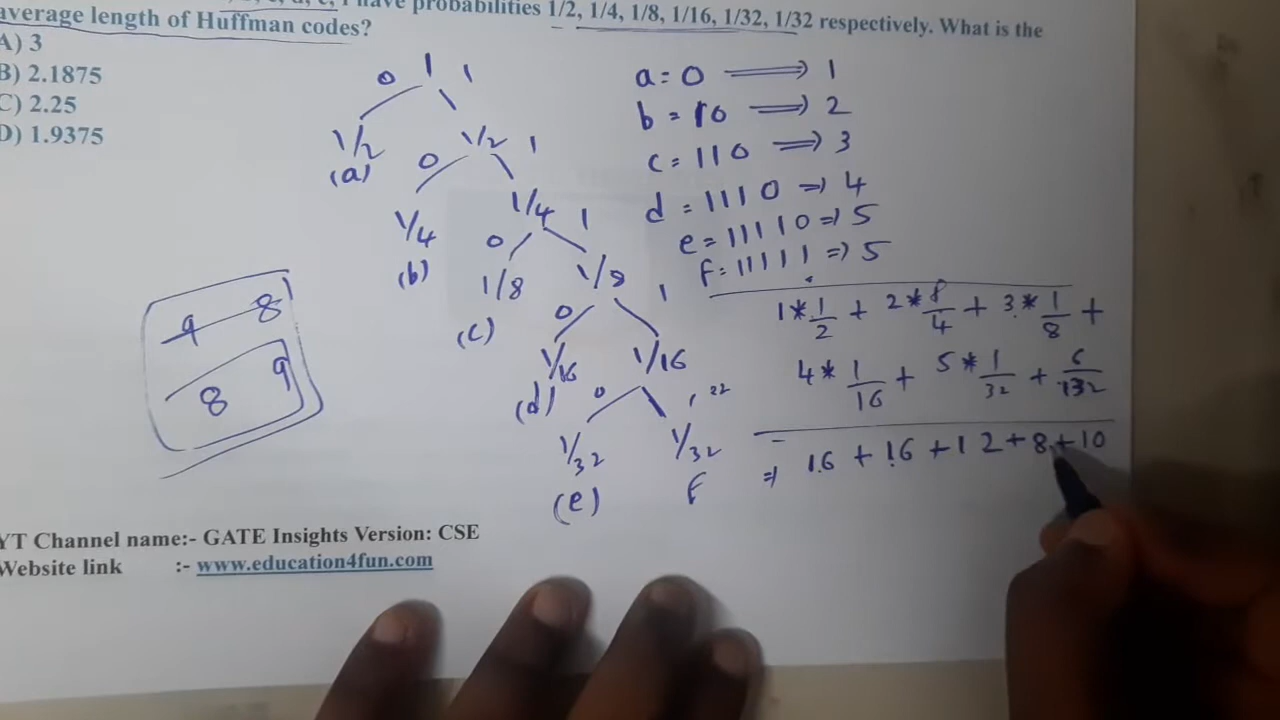 have probabilities 1/2, 1/4, 1/8, 1/16, 1/32, 1/32 respectively. What is the
average length of Huffman codes?
A) 3
B) 2.1875
C) 2.25
D) 1.9375
0 1 1
1/2 1/2 1
(a) 0
1/4 1/4 1
(b) 0
1/8 1/8 1
(c) 0
1/16 1/16
(d) 0 1
1/32 1/32
(e) f
9 8
8 9
a = 0 ⟹ 1
b = 10 ⟹ 2
c = 110 ⟹ 3
d = 1110 ⇒ 4
e = 11110 ⇒ 5
f = 11111 ⇒ 5
1*1/2 + 2*8/4 + 3*1/8 +
4*1/16 + 5*1/32 +
⇒ 16 + 16 + 12 + 8 + 10
YT Channel name:- GATE Insights Version: CSE
Website link :- www.education4fun.com